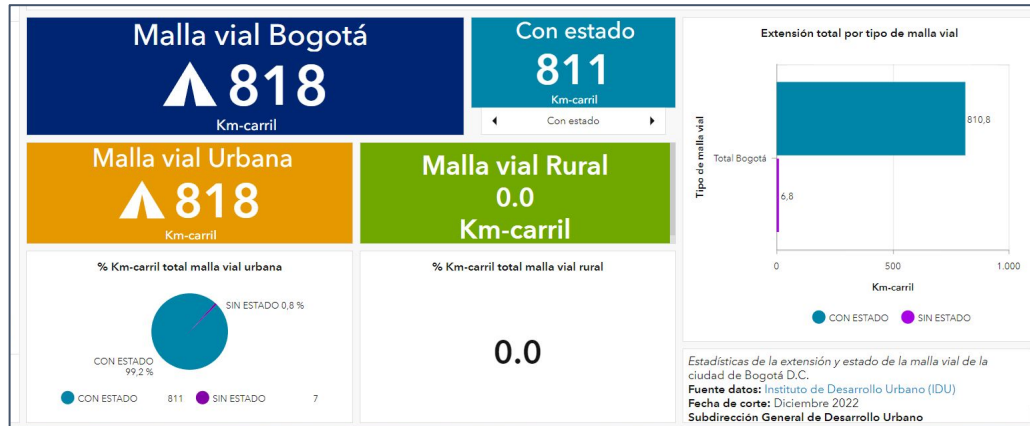 Malla vial Bogotá
818
Km-carril
Con estado
811
Km-carril
Con estado
Malla vial Urbana
818
Km-carril
Malla vial Rural
0.0
Km-carril
% Km-carril total malla vial urbana
SIN ESTADO 0,8 %
CON ESTADO
99,2 %
CON ESTADO 811 SIN ESTADO 7
% Km-carril total malla vial rural
0.0
Extensión total por tipo de malla vial
Tipo de malla vial
Total Bogotá
810,8
6,8
0 500 1.000
Km-carril
CON ESTADO SIN ESTADO
Estadísticas de la extensión y estado de la malla vial de la
ciudad de Bogotá D.C.
Fuente datos: Instituto de Desarrollo Urbano (IDU)
Fecha de corte: Diciembre 2022
Subdirección General de Desarrollo Urbano